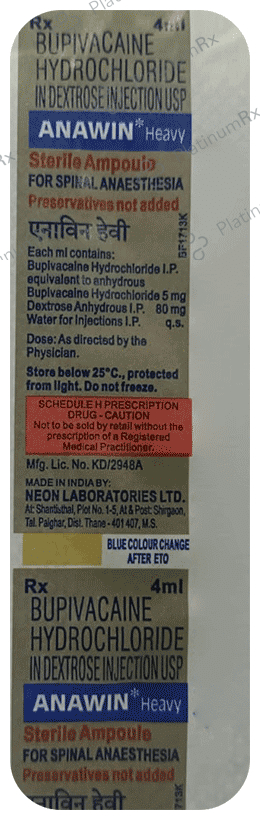 Rx 4ml
BUPIVACAINE
HYDROCHLORIDE
IN DEXTROSE INJECTION USP
ANAWIN* Heavy
Sterile Ampoule
FOR SPINAL ANAESTHESIA
Preservatives not added
एनाविन हेवी
Each ml contains:
Bupivacaine Hydrochloride I.P.
equivalent to anhydrous
Bupivacaine Hydrochloride 5 mg
Dextrose Anhydrous I.P. 80 mg
Water for Injections I.P. q.s.
Dose: As directed by the
Physician.
Store below 25°C., protected
from light. Do not freeze.
SCHEDULE H PRESCRIPTION
DRUG - CAUTION
Not to be sold by retail without the
prescription of a Registered
Medical Practitioner.
Mfg. Lic. No. KD/2948A
MADE IN INDIA BY:
NEON LABORATORIES LTD.
At: Shantisthal, Plot No. 1-5, At & Post: Shirgaon,
Tal. Palghar, Dist. Thane - 401 407, M.S.
BF1713K
BLUE COLOUR CHANGE
AFTER ETO
Rx 4ml
BUPIVACAINE
HYDROCHLORIDE
IN DEXTROSE INJECTION USP
ANAWIN* Heavy
Sterile Ampoule
FOR SPINAL ANAESTHESIA
Preservatives not added
एनाविन हेवी
713K
PlatinumRx